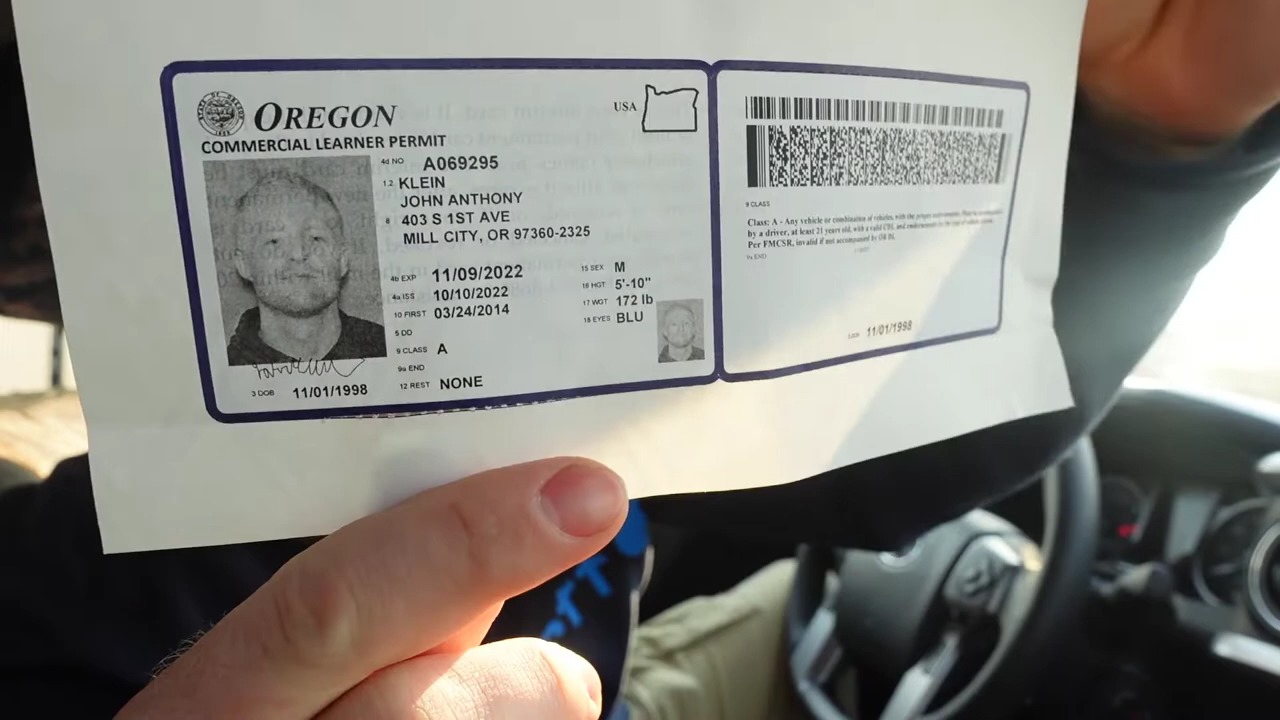 OREGON
USA
COMMERCIAL LEARNER PERMIT
4d NO A069295
1.2 KLEIN
JOHN ANTHONY
8 403 S 1ST AVE
MILL CITY, OR 97360-2325
4b EXP 11/09/2022
4a ISS 10/10/2022
10 FIRST 03/24/2014
5 DD
9 CLASS A
9a END
12 REST NONE
15 SEX M
16 HGT 5'-10"
17 WGT 172 lb
18 EYES BLU
3 DOB 11/01/1998
9 CLASS
Class: A - Any vehicle or combination of vehicles, with the proper
by a driver, at least 21 years old, with a valid CDL and
Per FMCSR, invalid if not accompanied by OR DL
9a END
11/01/1998